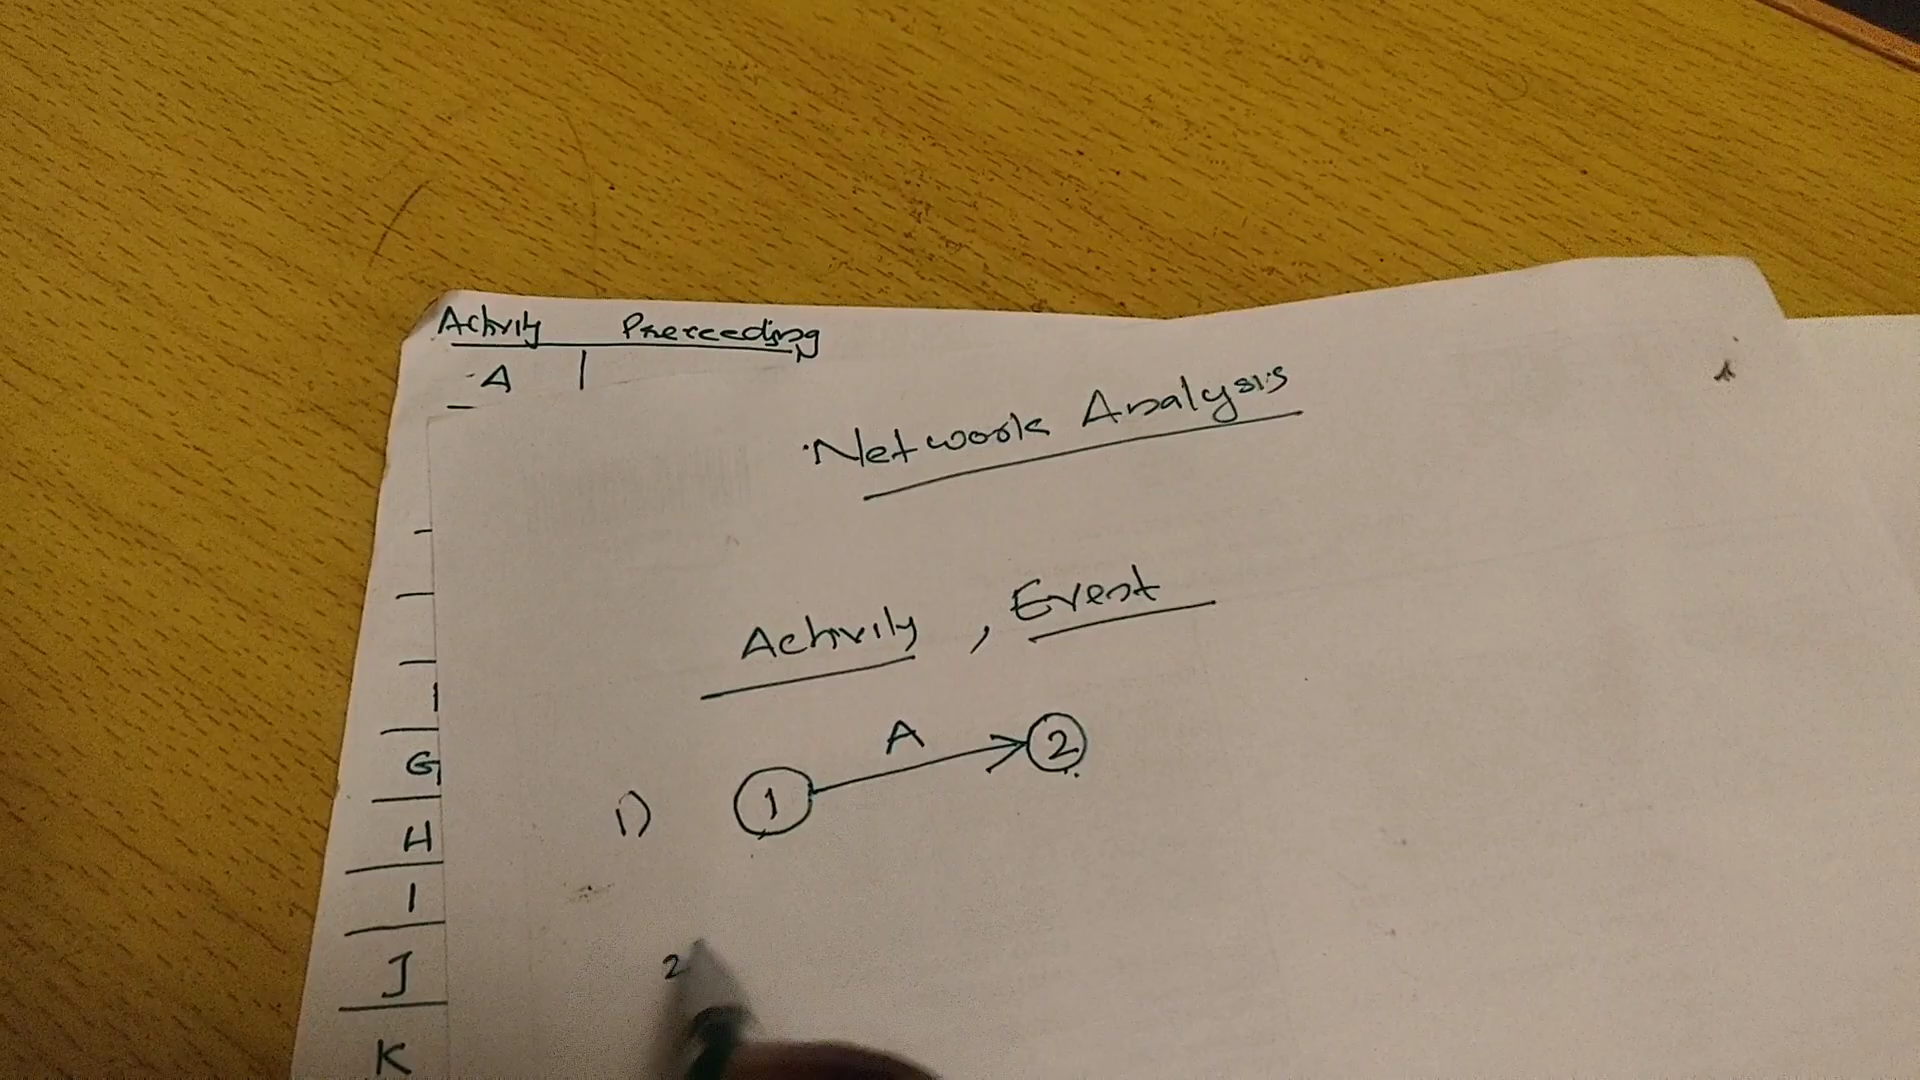 Activity Preceeding
A
Network Analysis
Activity , Event
A
1) 1 2
G
H
I
2
J
K